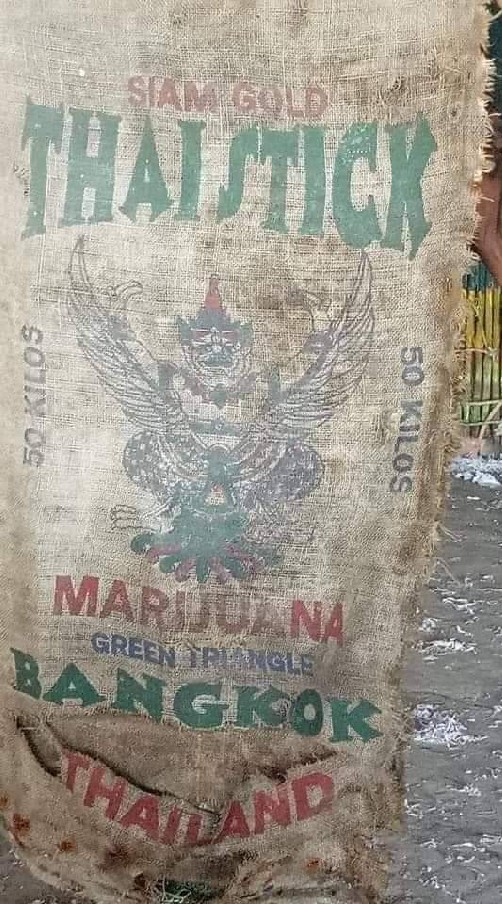 SIAM GOLD
THAI STICK
50 KILOS
50 KILOS
MARIJUANA
GREEN TRIANGLE
BANGKOK
THAILAND